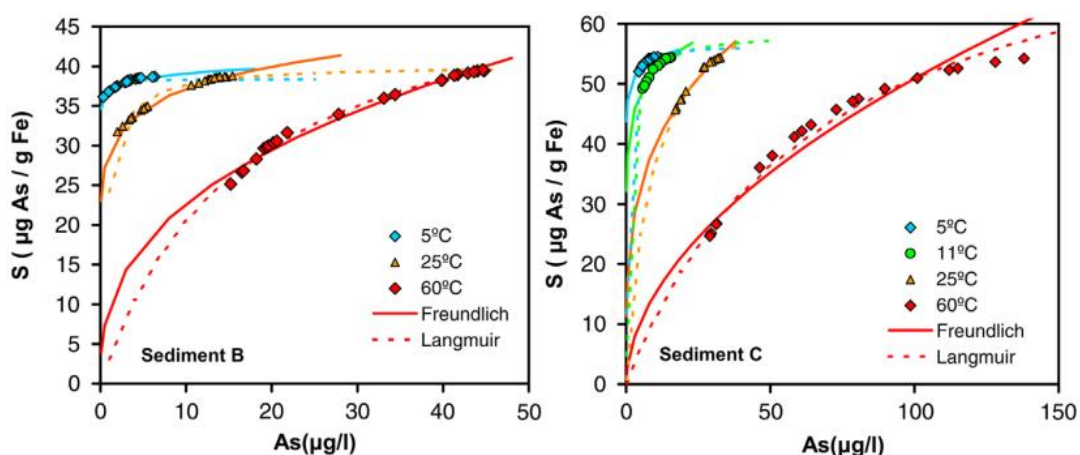 S ( µg As / g Fe)
45
40
35
30
25
20
15
10
5
0
0 10 20 30 40 50
As(µg/l)
5ºC
25ºC
60ºC
Freundlich
Langmuir
Sediment B
S ( µg As / g Fe)
60
50
40
30
20
10
0
0 50 100 150
As(µg/l)
5ºC
11ºC
25ºC
60ºC
Freundlich
Langmuir
Sediment C